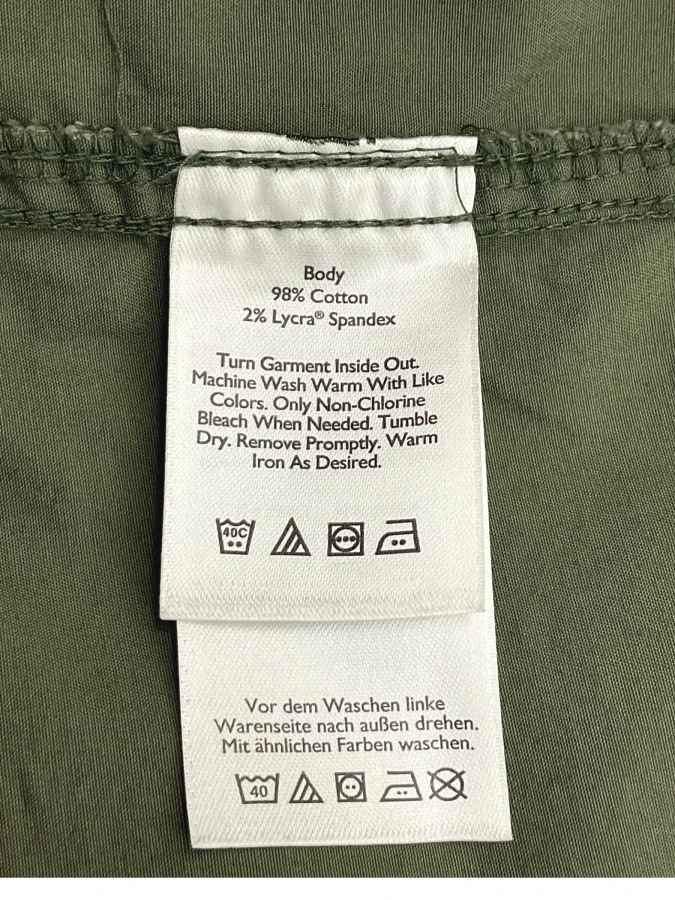 Body
98% Cotton
2% Lycra® Spandex
Turn Garment Inside Out.
Machine Wash Warm With Like
Colors. Only Non-Chlorine
Bleach When Needed. Tumble
Dry. Remove Promptly. Warm
Iron As Desired.
40C
Vor dem Waschen linke
Warenseite nach außen drehen.
Mit ähnlichen Farben waschen.
40